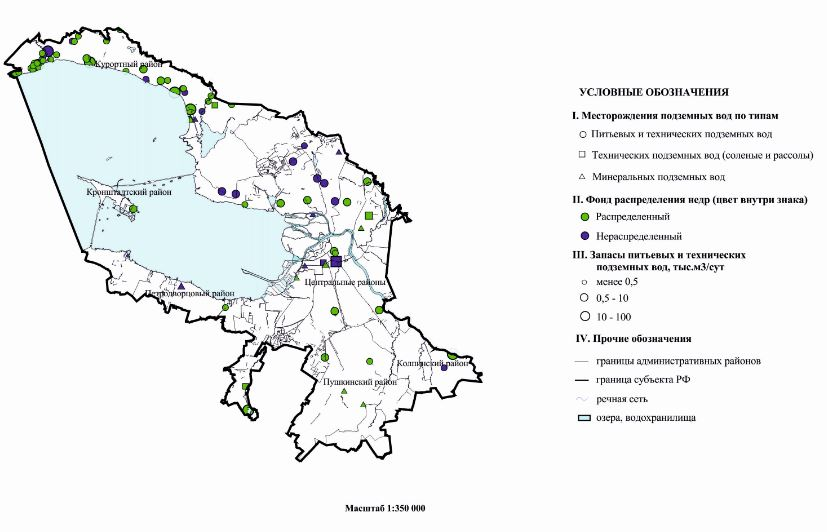 Курортный район
Кронштадтский район
Петродворцовый район
Центральные районы
Колпинский район
Пушкинский район
УСЛОВНЫЕ ОБОЗНАЧЕНИЯ
I. Месторождения подземных вод по типам
Питьевых и технических подземных вод
Технических подземных вод (соленые и рассолы)
Минеральных подземных вод
II. Фонд распределения недр (цвет внутри знака)
Распределенный
Нераспределенный
III. Запасы питьевых и технических
подземных вод, тыс.м3/сут
менее 0,5
0,5 - 10
10 - 100
IV. Прочие обозначения
границы административных районов
граница субъекта РФ
речная сеть
озера, водохранилища
Масштаб 1:350 000